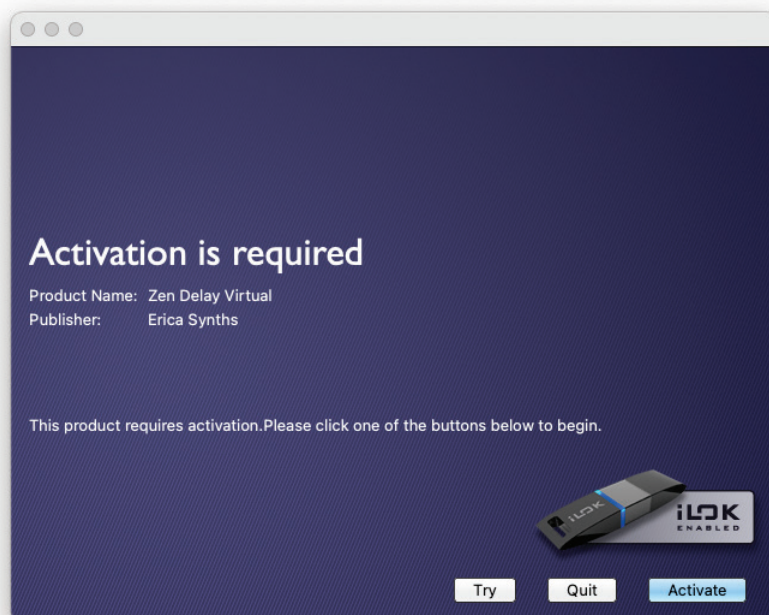 Activation is required
Product Name: Zen Delay Virtual
Publisher: Erica Synths
This product requires activation.Please click one of the buttons below to begin.
iLOK
iLOK
ENABLED
Try Quit Activate